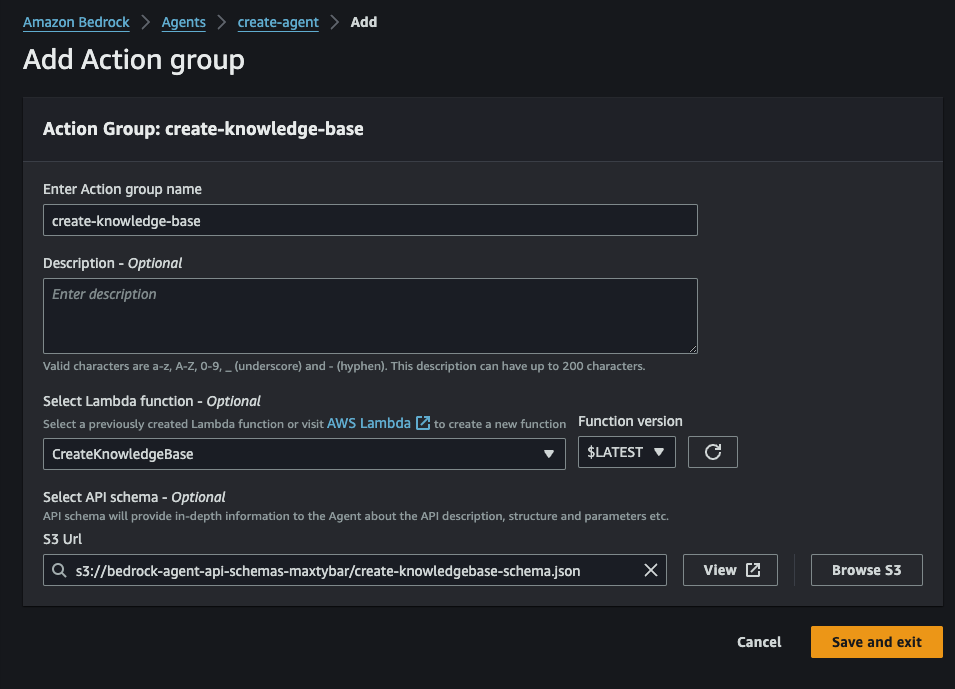 Amazon Bedrock > Agents > create-agent > Add
Add Action group
Action Group: create-knowledge-base
Enter Action group name
create-knowledge-base
Description - Optional
Enter description
Valid characters are a-z, A-Z, 0-9, _ (underscore) and - (hyphen). This description can have up to 200 characters.
Select Lambda function - Optional
Select a previously created Lambda function or visit AWS Lambda to create a new function
Function version
CreateKnowledgeBase
$LATEST
Select API schema - Optional
API schema will provide in-depth information to the Agent about the API description, structure and parameters etc.
S3 Url
s3://bedrock-agent-api-schemas-maxtybar/create-knowledgebase-schema.json
View
Browse S3
Cancel
Save and exit